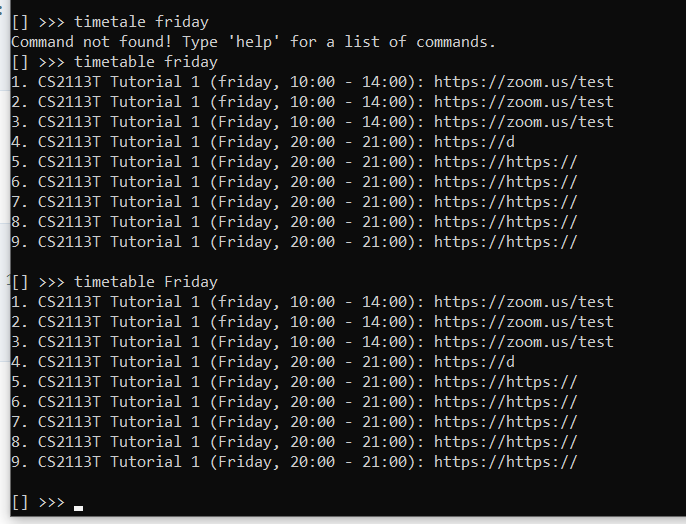 [] >>> timetale friday
Command not found! Type 'help' for a list of commands.
[] >>> timetable friday
1. CS2113T Tutorial 1 (friday, 10:00 - 14:00): https://zoom.us/test
2. CS2113T Tutorial 1 (friday, 10:00 - 14:00): https://zoom.us/test
3. CS2113T Tutorial 1 (friday, 10:00 - 14:00): https://zoom.us/test
4. CS2113T Tutorial 1 (Friday, 20:00 - 21:00): https://d
5. CS2113T Tutorial 1 (Friday, 20:00 - 21:00): https://https://
6. CS2113T Tutorial 1 (Friday, 20:00 - 21:00): https://https://
7. CS2113T Tutorial 1 (Friday, 20:00 - 21:00): https://https://
8. CS2113T Tutorial 1 (Friday, 20:00 - 21:00): https://https://
9. CS2113T Tutorial 1 (Friday, 20:00 - 21:00): https://https://
[] >>> timetable Friday
1. CS2113T Tutorial 1 (friday, 10:00 - 14:00): https://zoom.us/test
2. CS2113T Tutorial 1 (friday, 10:00 - 14:00): https://zoom.us/test
3. CS2113T Tutorial 1 (friday, 10:00 - 14:00): https://zoom.us/test
4. CS2113T Tutorial 1 (Friday, 20:00 - 21:00): https://d
5. CS2113T Tutorial 1 (Friday, 20:00 - 21:00): https://https://
6. CS2113T Tutorial 1 (Friday, 20:00 - 21:00): https://https://
7. CS2113T Tutorial 1 (Friday, 20:00 - 21:00): https://https://
8. CS2113T Tutorial 1 (Friday, 20:00 - 21:00): https://https://
9. CS2113T Tutorial 1 (Friday, 20:00 - 21:00): https://https://
[] >>>